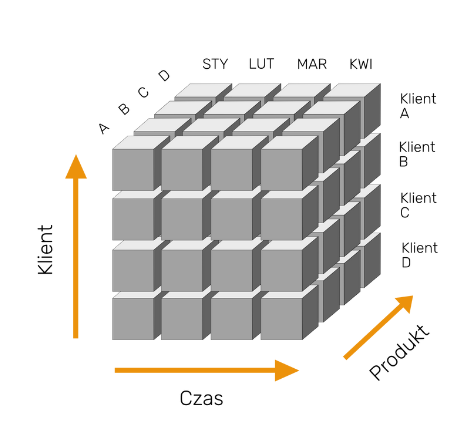 STY LUT MAR KWI
A B C D
Klient
A
Klient
B
Klient
C
Klient
D
Klient
Produkt
Czas